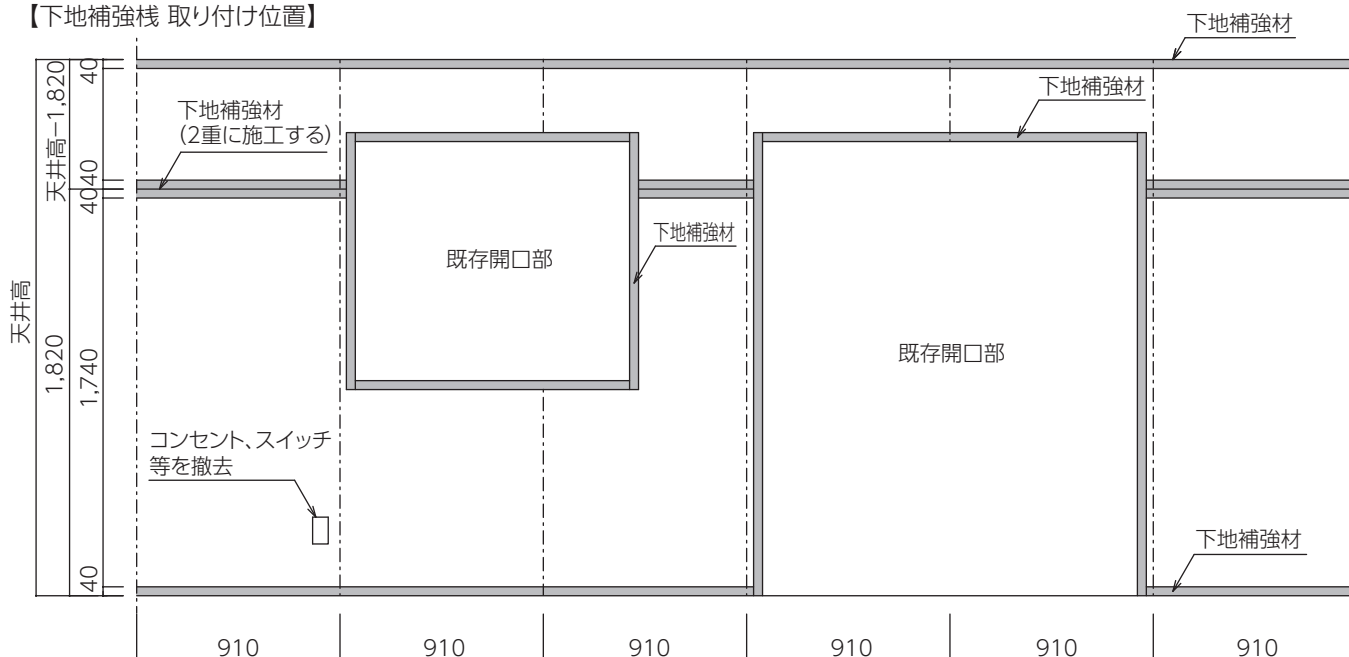 【下地補強桟 取り付け位置】
下地補強材
下地補強材
下地補強材
(2重に施工する)
下地補強材
既存開口部
既存開口部
コンセント、スイッチ
等を撤去
下地補強材
天井高
天井高−1,820
1,820
40
40
40
1,740
40
910
910
910
910
910
910